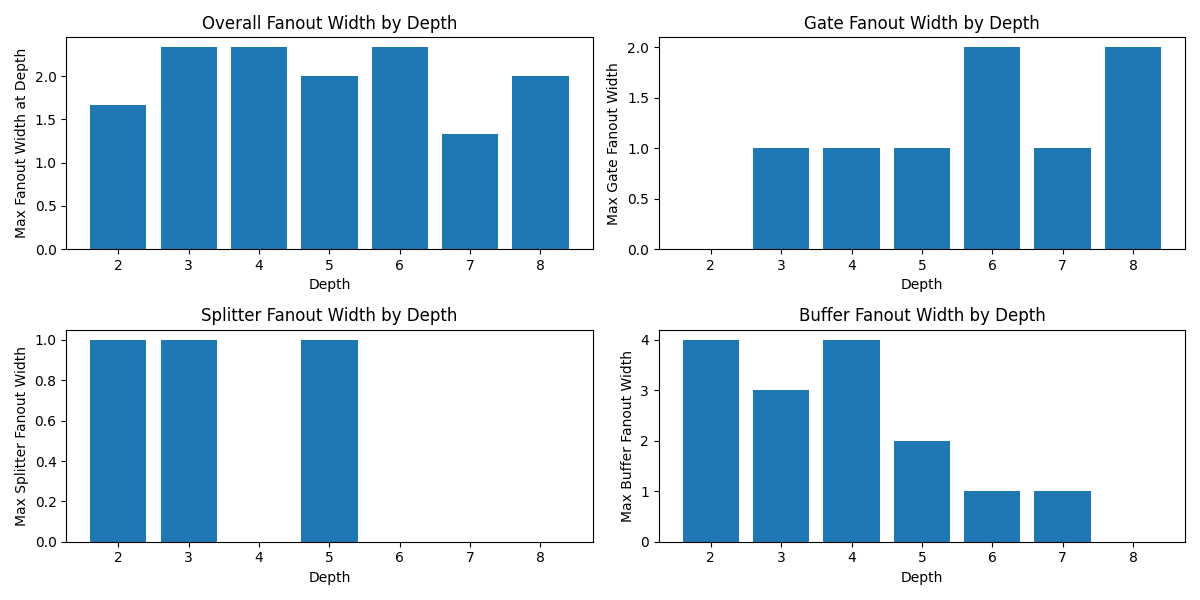 Overall Fanout Width by Depth
Max Fanout Width at Depth
2.0
1.5
1.0
0.5
0.0
2 3 4 5 6 7 8
Depth
Gate Fanout Width by Depth
Max Gate Fanout Width
2.0
1.5
1.0
0.5
0.0
2 3 4 5 6 7 8
Depth
Splitter Fanout Width by Depth
Max Splitter Fanout Width
1.0
0.8
0.6
0.4
0.2
0.0
2 3 4 5 6 7 8
Depth
Buffer Fanout Width by Depth
Max Buffer Fanout Width
4
3
2
1
0
2 3 4 5 6 7 8
Depth